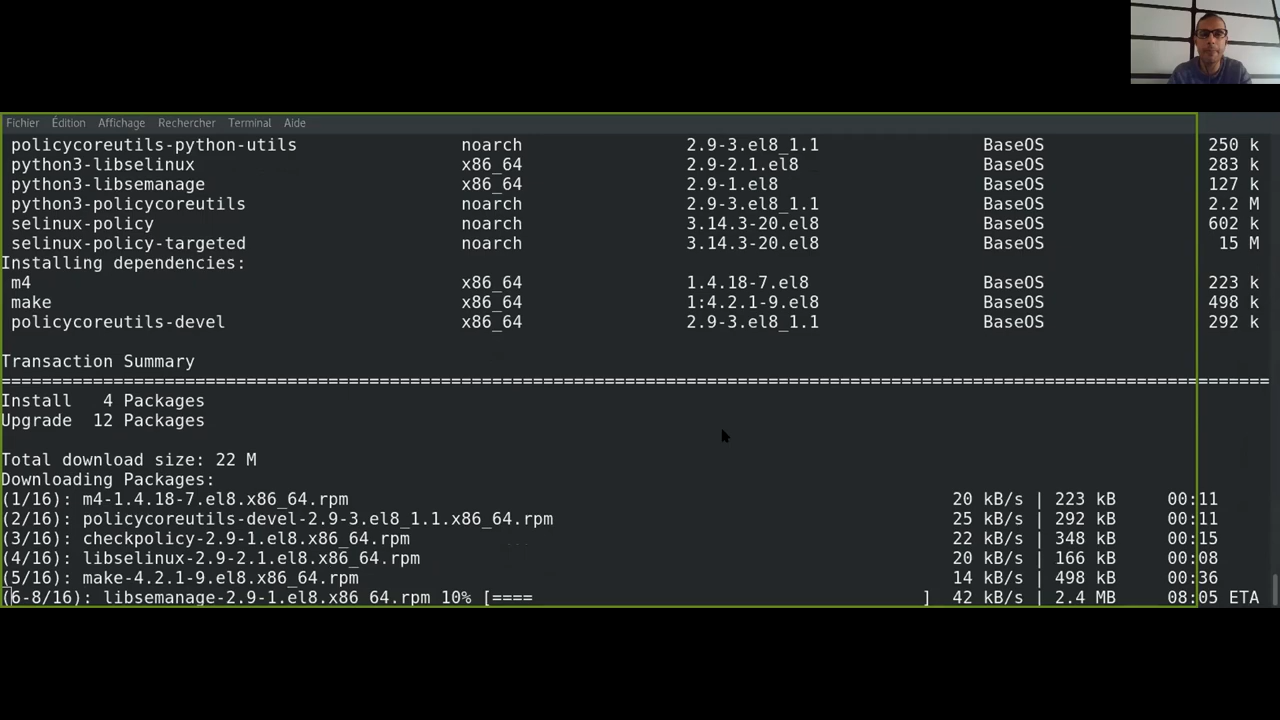 Fichier Édition Affichage Rechercher Terminal Aide
policycoreutils-python-utils noarch 2.9-3.el8_1.1 BaseOS 250 k
python3-libselinux x86_64 2.9-2.1.el8 BaseOS 283 k
python3-libsemanage x86_64 2.9-1.el8 BaseOS 127 k
python3-policycoreutils noarch 2.9-3.el8_1.1 BaseOS 2.2 M
selinux-policy noarch 3.14.3-20.el8 BaseOS 602 k
selinux-policy-targeted noarch 3.14.3-20.el8 BaseOS 15 M
Installing dependencies:
m4 x86_64 1.4.18-7.el8 BaseOS 223 k
make x86_64 1:4.2.1-9.el8 BaseOS 498 k
policycoreutils-devel x86_64 2.9-3.el8_1.1 BaseOS 292 k
Transaction Summary
================================================================================
Install 4 Packages
Upgrade 12 Packages
Total download size: 22 M
Downloading Packages:
(1/16): m4-1.4.18-7.el8.x86_64.rpm 20 kB/s | 223 kB 00:11
(2/16): policycoreutils-devel-2.9-3.el8_1.1.x86_64.rpm 25 kB/s | 292 kB 00:11
(3/16): checkpolicy-2.9-1.el8.x86_64.rpm 22 kB/s | 348 kB 00:15
(4/16): libselinux-2.9-2.1.el8.x86_64.rpm 20 kB/s | 166 kB 00:08
(5/16): make-4.2.1-9.el8.x86_64.rpm 14 kB/s | 498 kB 00:36
(6-8/16): libsemanage-2.9-1.el8.x86_64.rpm 10% [==== ] 42 kB/s | 2.4 MB 08:05 ETA